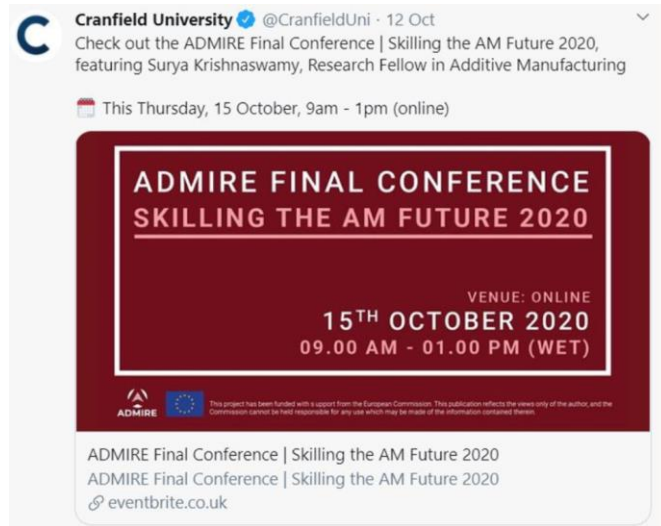 Cranfield University @CranfieldUni · 12 Oct
Check out the ADMIRE Final Conference | Skilling the AM Future 2020,
featuring Surya Krishnaswamy, Research Fellow in Additive Manufacturing
This Thursday, 15 October, 9am - 1pm (online)
ADMIRE FINAL CONFERENCE
SKILLING THE AM FUTURE 2020
VENUE: ONLINE
15TH OCTOBER 2020
09.00 AM - 01.00 PM (WET)
ADMIRE
This project has been funded with s upport from the European Commission. This publication reflects the views only of the author, and the
Commission cannot be held responsible for any use which may be made of the information contained therein.
ADMIRE Final Conference | Skilling the AM Future 2020
ADMIRE Final Conference | Skilling the AM Future 2020
eventbrite.co.uk